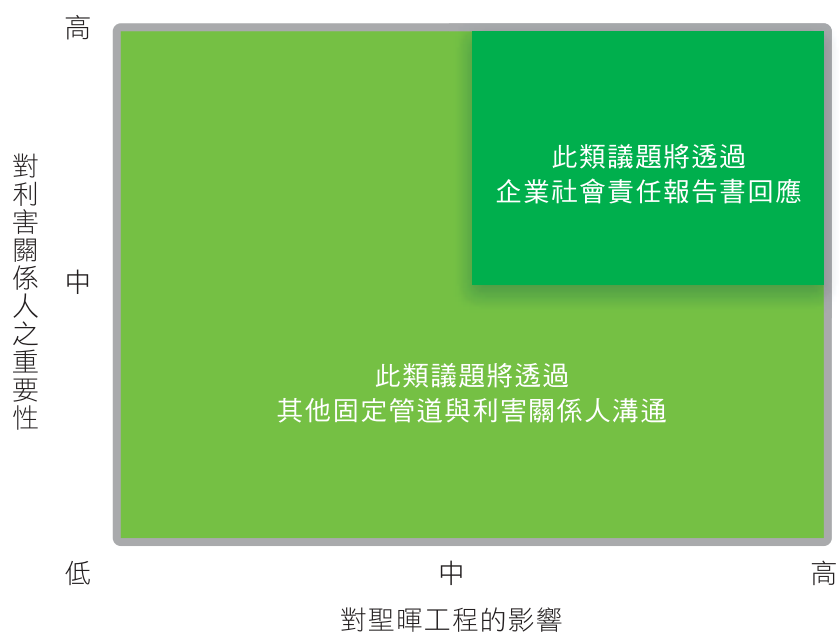 高
對利害關係人之重要性
中
此類議題將透過
企業社會責任報告書回應
此類議題將透過
其他固定管道與利害關係人溝通
低
中
高
對聖暉工程的影響